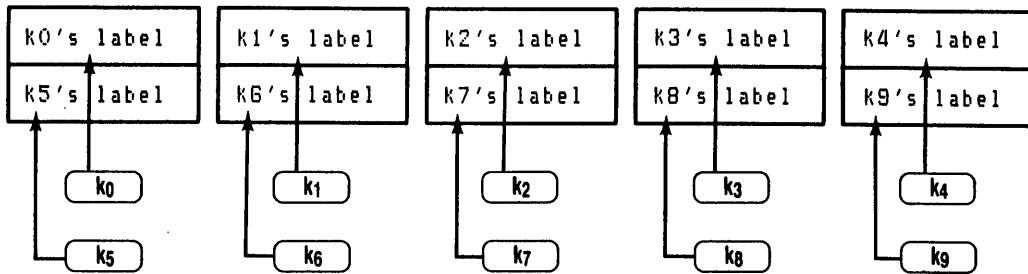 k0's label k1's label k2's label k3's label k4's label
k5's label k6's label k7's label k8's label k9's label
k0 k1 k2 k3 k4
k5 k6 k7 k8 k9